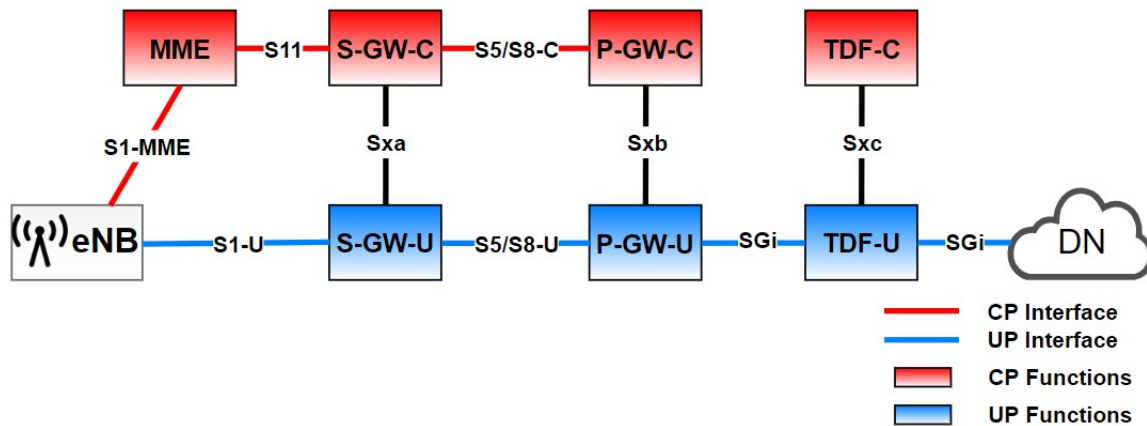 MME
S11
S-GW-C
S5/S8-C
P-GW-C
TDF-C
S1-MME
Sxa
Sxb
Sxc
eNB
S1-U
S-GW-U
S5/S8-U
P-GW-U
SGi
TDF-U
SGi
DN
CP Interface
UP Interface
CP Functions
UP Functions